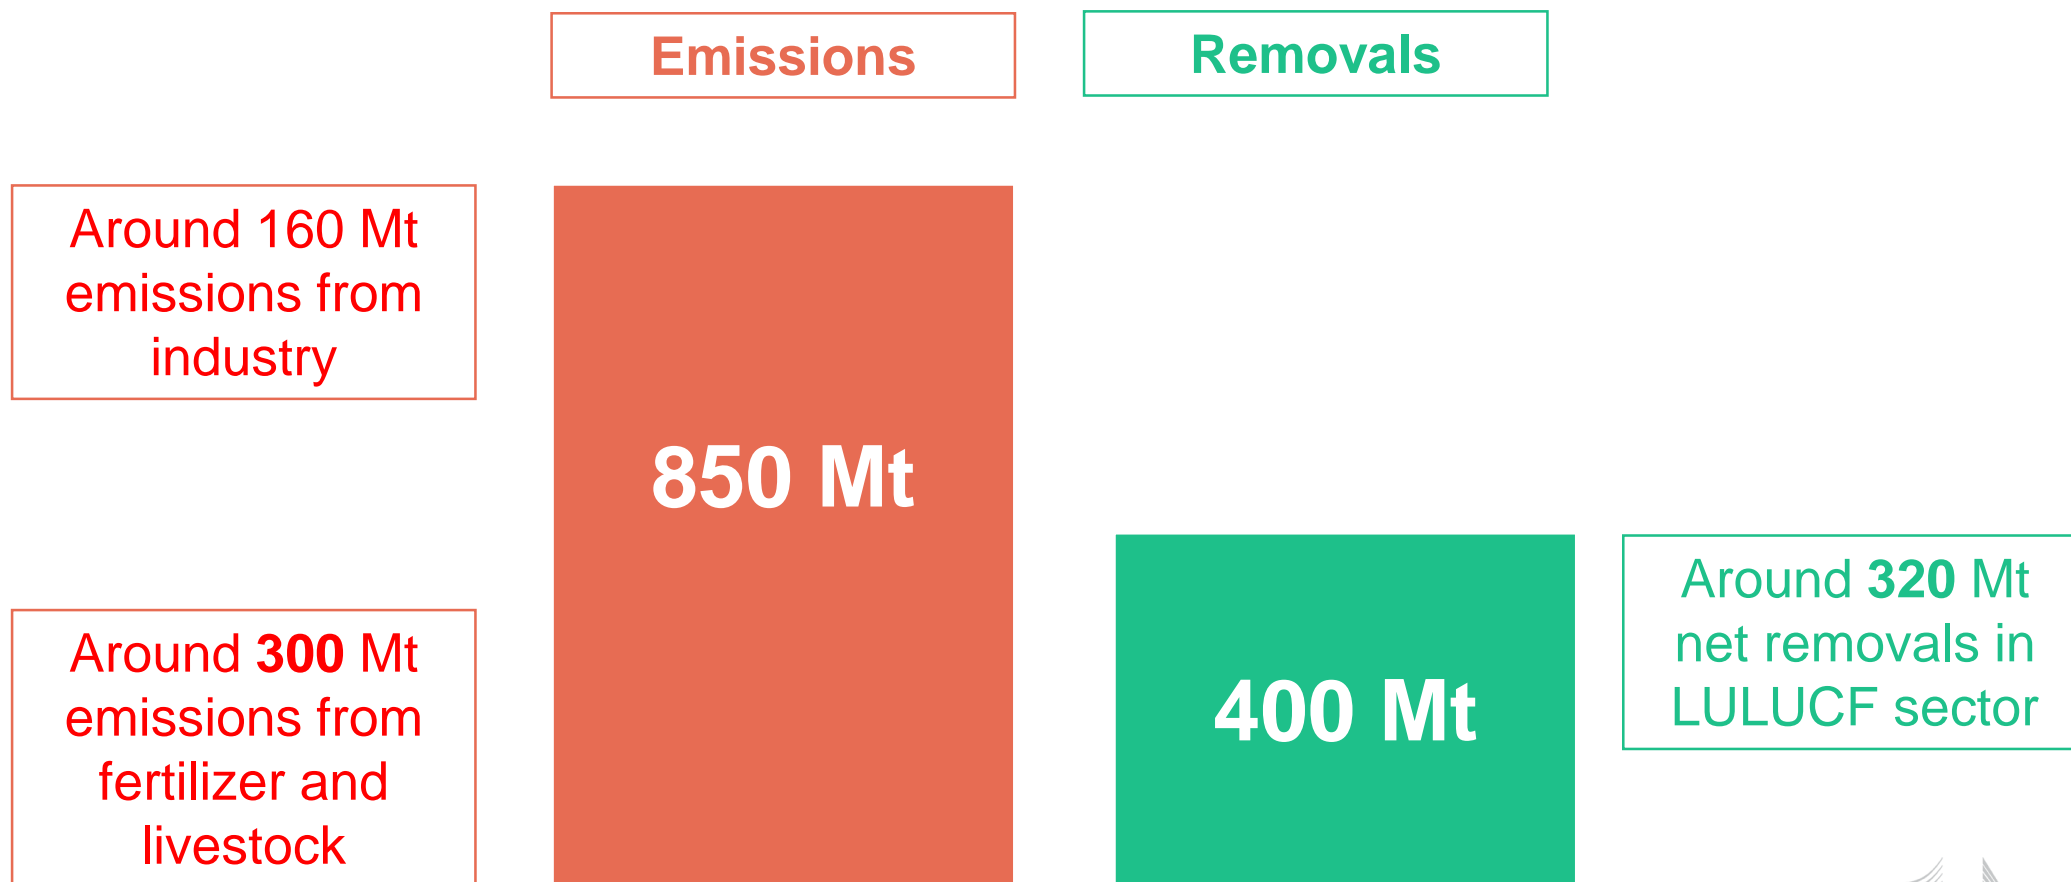 Emissions
Removals
Around 160 Mt
emissions from
industry
850 Mt
Around 300 Mt
emissions from
fertilizer and
livestock
400 Mt
Around 320 Mt
net removals in
LULUCF sector